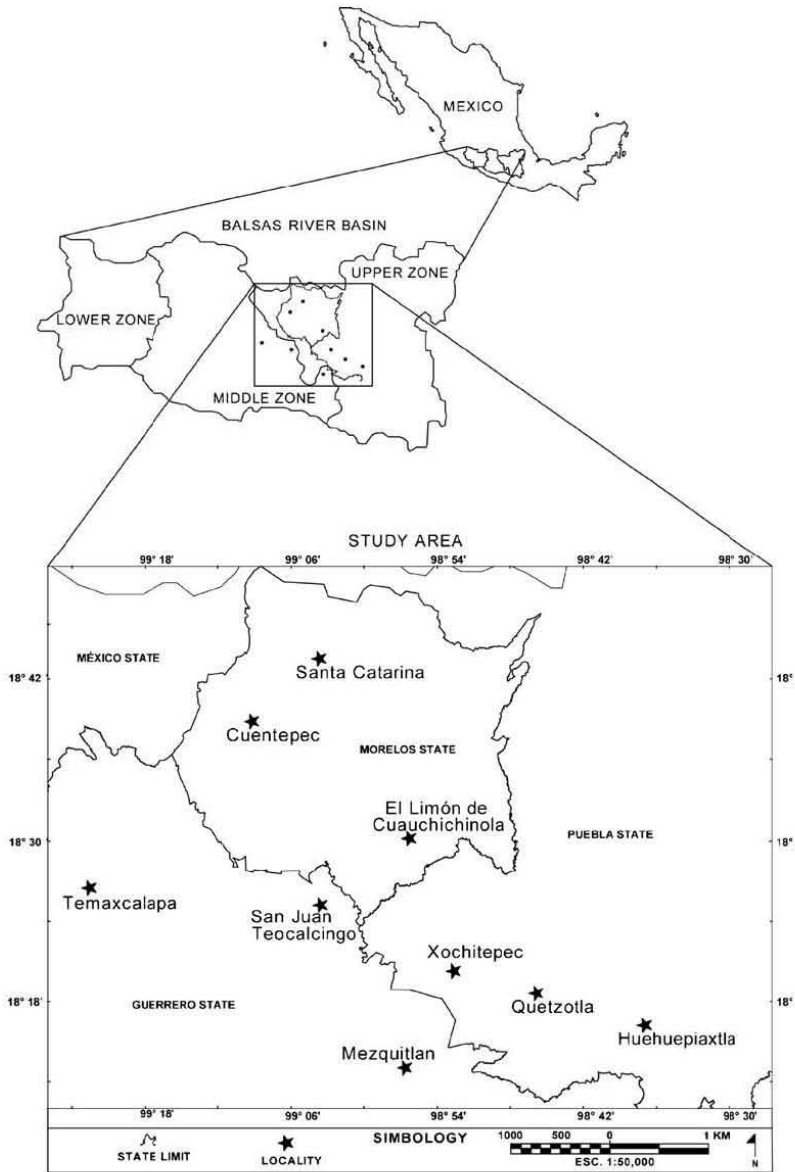 MEXICO
BALSAS RIVER BASIN
UPPER ZONE
LOWER ZONE
MIDDLE ZONE
STUDY AREA
99° 18' 99° 06' 98° 54' 98° 42' 98° 30'
MÉXICO STATE
Santa Catarina
18° 42' 18°
Cuentepec
MORELOS STATE
El Limón de
Cuauchichinola
PUEBLA STATE
18° 30' 18°
Temaxcalapa
San Juan
Teocalcingo
Xochitepec
18° 18' 18°
GUERRERO STATE
Quetzotla
Huehuepiaxtla
Mezquitlan
99° 18' 99° 06' 98° 54' 98° 42' 98° 30'
SIMBOLOGY
1000 500 0 1 KM
STATE LIMIT
LOCALITY
ESC. 1:50,000
N